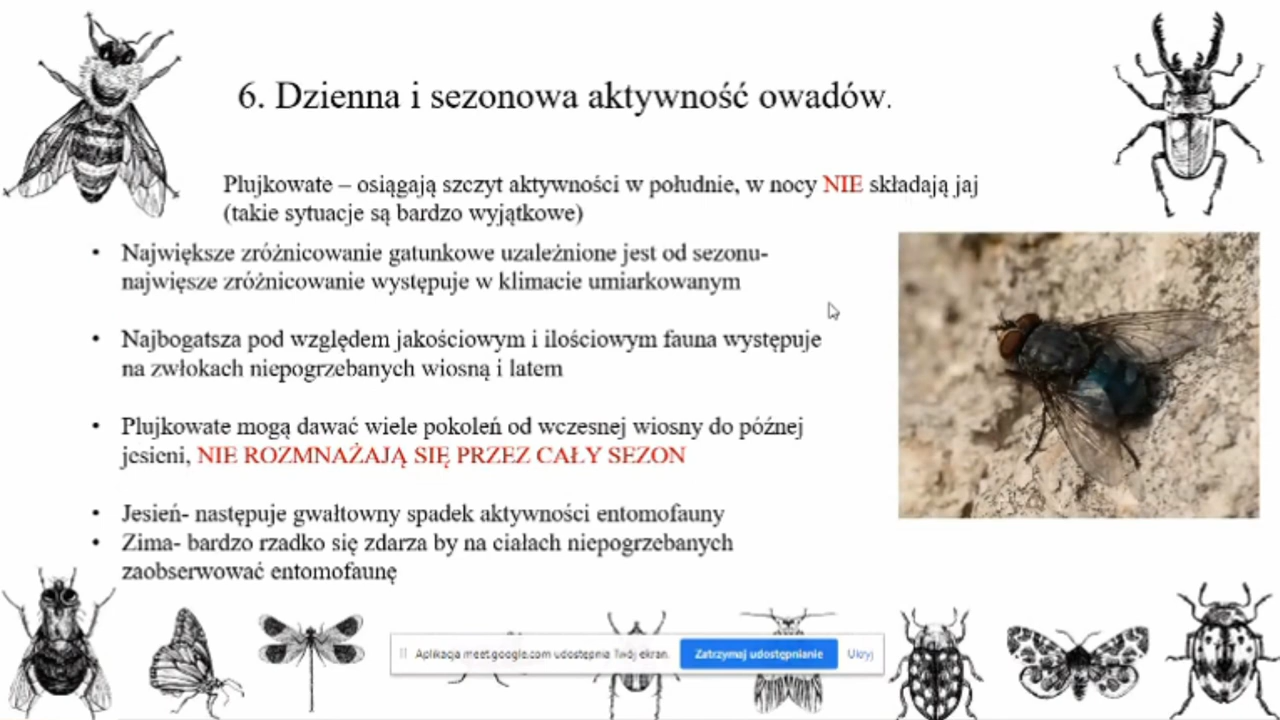 6. Dzienna i sezonowa aktywność owadów.
Plujkowate – osiągają szczyt aktywności w południe, w nocy NIE składają jaj
(takie sytuacje są bardzo wyjątkowe)
• Największe zróżnicowanie gatunkowe uzależnione jest od sezonu-
najwięsze zróżnicowanie występuje w klimacie umiarkowanym
• Najbogatsza pod względem jakościowym i ilościowym fauna występuje
na zwłokach niepogrzebanych wiosną i latem
• Plujkowate mogą dawać wiele pokoleń od wczesnej wiosny do późnej
jesieni, NIE ROZMNAŻAJĄ SIĘ PRZEZ CAŁY SEZON
• Jesień- następuje gwałtowny spadek aktywności entomofauny
• Zima- bardzo rzadko się zdarza by na ciałach niepogrzebanych
zaobserwować entomofaunę
Aplikacja meet.google.com udostępnia Twój ekran. Zatrzymaj udostępnianie Ukryj